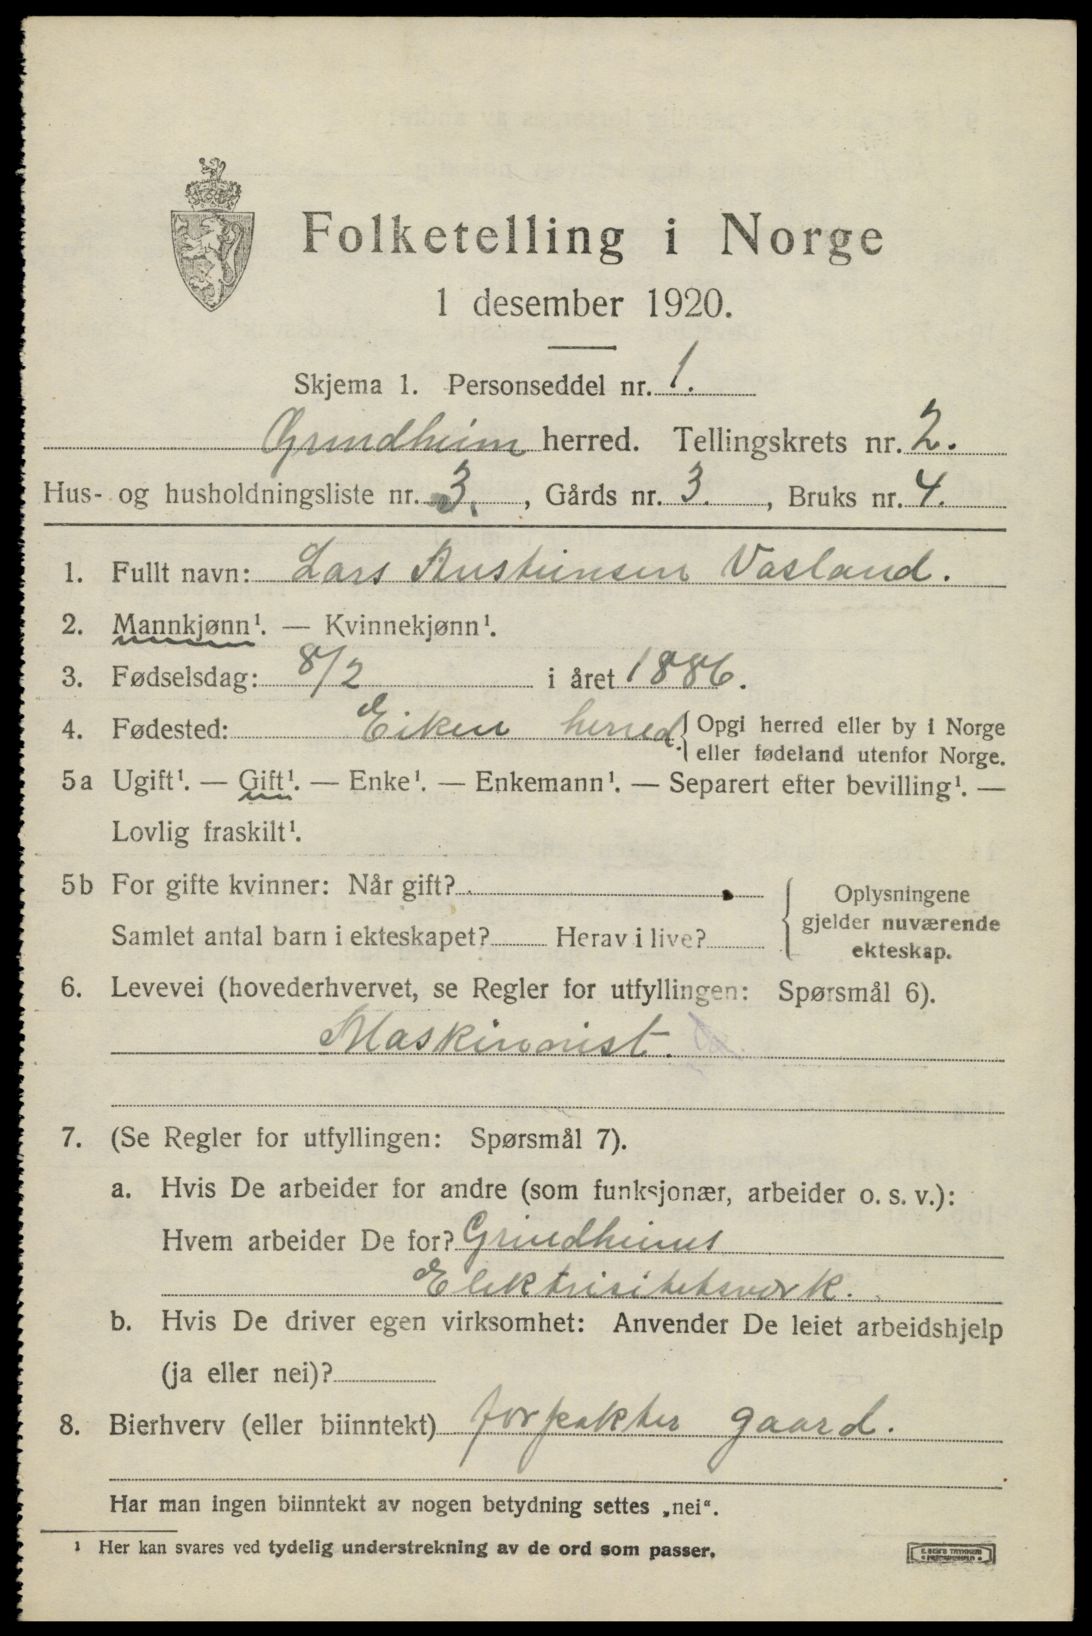 Folketelling i Norge
1 desember 1920.
Skjema 1. Personseddel nr. 1.
Grindheim herred. Tellingskrets nr. 2.
Hus- og husholdningsliste nr. 3., Gårds nr. 3., Bruks nr. 4.
1. Fullt navn: Lars Austeinsen Vasland.
2. Mannkjønn¹. — Kvinnekjønn¹.
3. Fødselsdag: 8/2 i året 1886.
4. Fødested: Eiken herred. Opgi herred eller by i Norge
eller fødeland utenfor Norge.
5a Ugift¹. — Gift¹. — Enke¹. — Enkemann¹. — Separert efter bevilling¹. —
Lovlig fraskilt¹.
5b For gifte kvinner: Når gift?
Samlet antal barn i ekteskapet? Herav i live?
Oplysningene
gjelder nuværende
ekteskap.
6. Levevei (hovederhvervet, se Regler for utfyllingen: Spørsmål 6).
Maskinmist.
7. (Se Regler for utfyllingen: Spørsmål 7).
a. Hvis De arbeider for andre (som funksjonær, arbeider o. s. v.):
Hvem arbeider De for? Grindheims
Elektrisitetsverk.
b. Hvis De driver egen virksomhet: Anvender De leiet arbeidshjelp
(ja eller nei)?
8. Bierhverv (eller biinntekt) forpakter gaard.
Har man ingen biinntekt av nogen betydning settes „nei“.
¹ Her kan svares ved tydelig understrekning av de ord som passer.